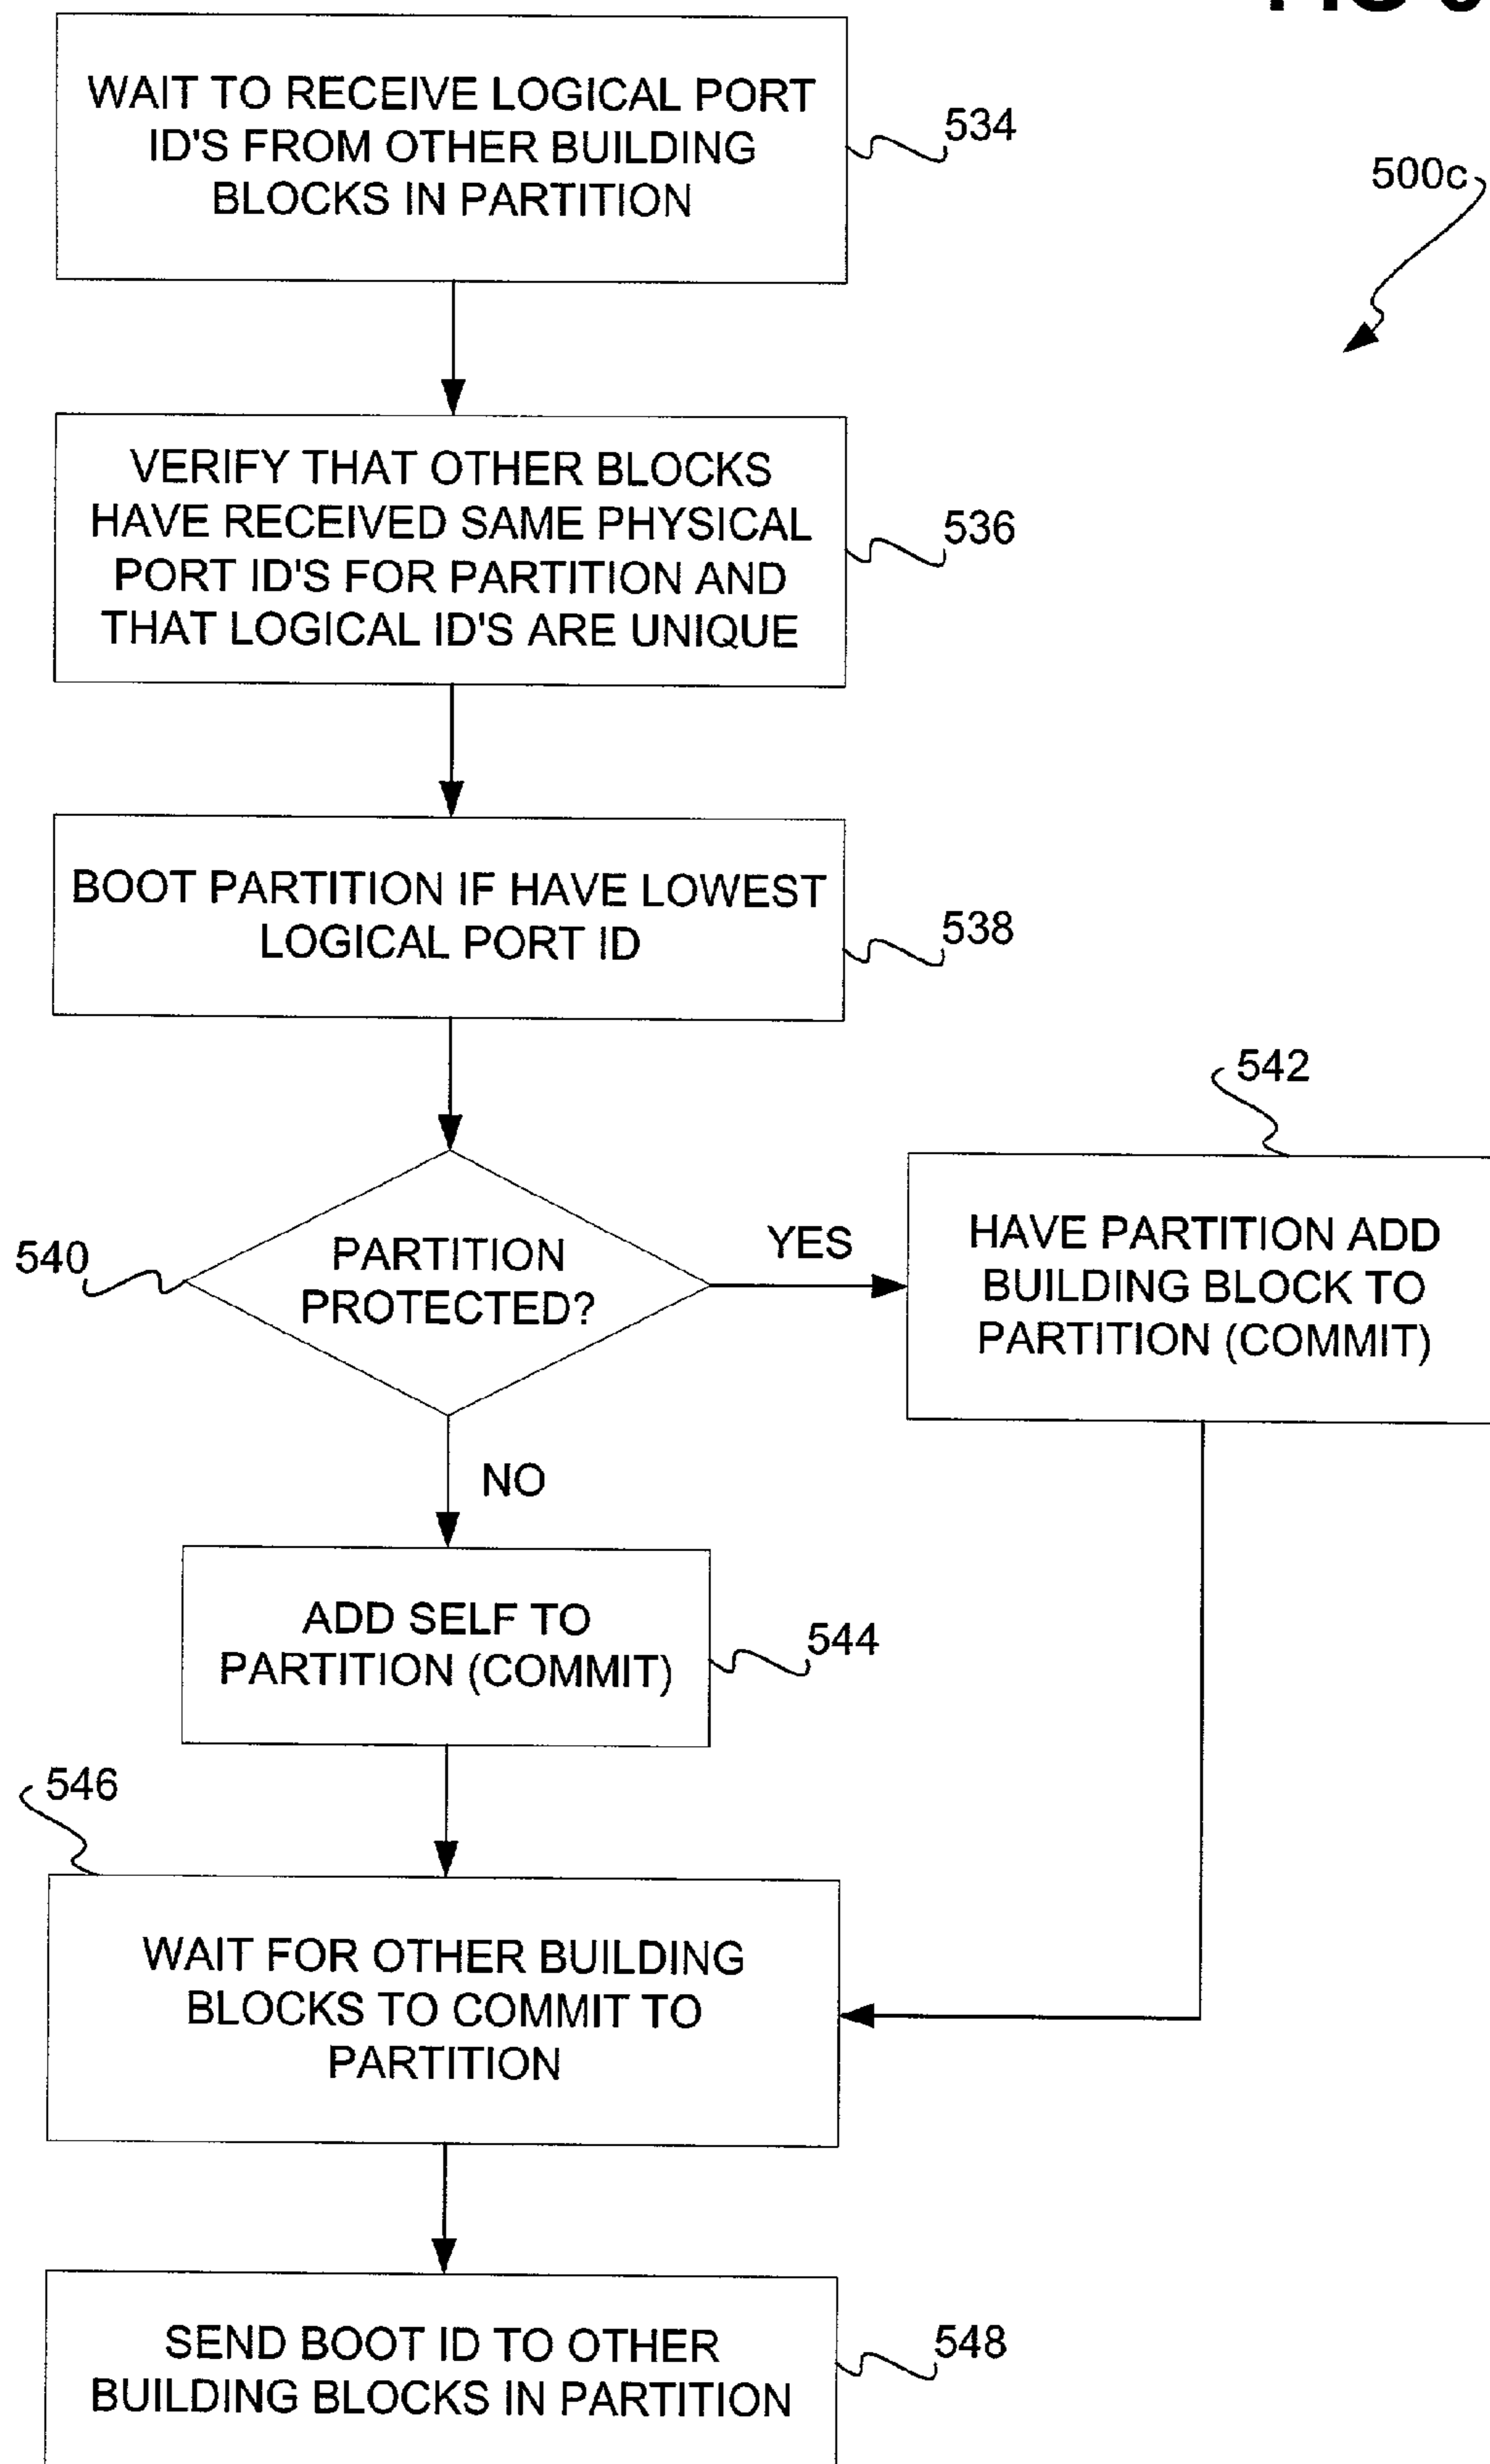 WAIT TO RECEIVE LOGICAL PORT
ID'S FROM OTHER BUILDING
BLOCKS IN PARTITION
534
500c
VERIFY THAT OTHER BLOCKS
HAVE RECEIVED SAME PHYSICAL
PORT ID'S FOR PARTITION AND
THAT LOGICAL ID'S ARE UNIQUE
536
BOOT PARTITION IF HAVE LOWEST
LOGICAL PORT ID
538
540
PARTITION
PROTECTED?
YES
542
HAVE PARTITION ADD
BUILDING BLOCK TO
PARTITION (COMMIT)
NO
ADD SELF TO
PARTITION (COMMIT)
544
546
WAIT FOR OTHER BUILDING
BLOCKS TO COMMIT TO
PARTITION
SEND BOOT ID TO OTHER
BUILDING BLOCKS IN PARTITION
548